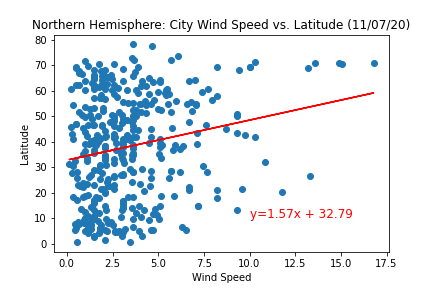 Northern Hemisphere: City Wind Speed vs. Latitude (11/07/20)
80
70
60
50
40
30
20
10
0
Latitude
y=1.57x + 32.79
0.0 2.5 5.0 7.5 10.0 12.5 15.0 17.5
Wind Speed